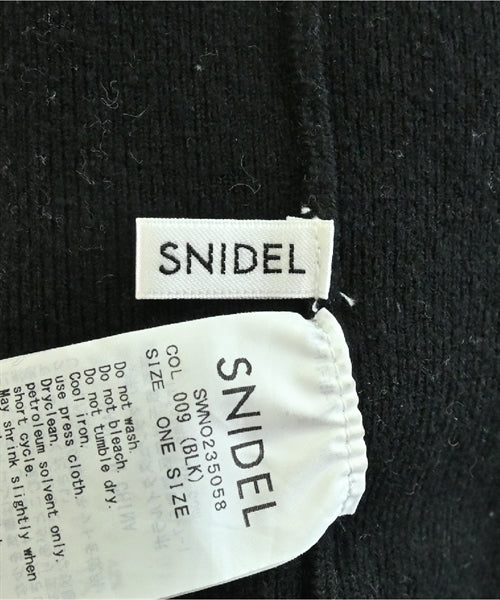 SNIDEL
SNIDEL
SWNO235058
COL 009 (BLK)
SIZE ONE SIZE
Do not wash.
Do not bleach.
Do not tumble dry.
Cool iron.
use press cloth.
Dryclean.
petroleum solvent only.
short cycle.
May shrink slightly when